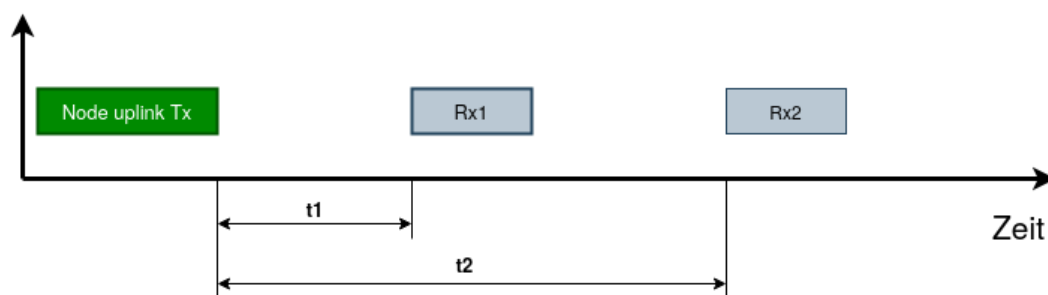 Node uplink Tx
Rx1
Rx2
t1
Zeit
t2